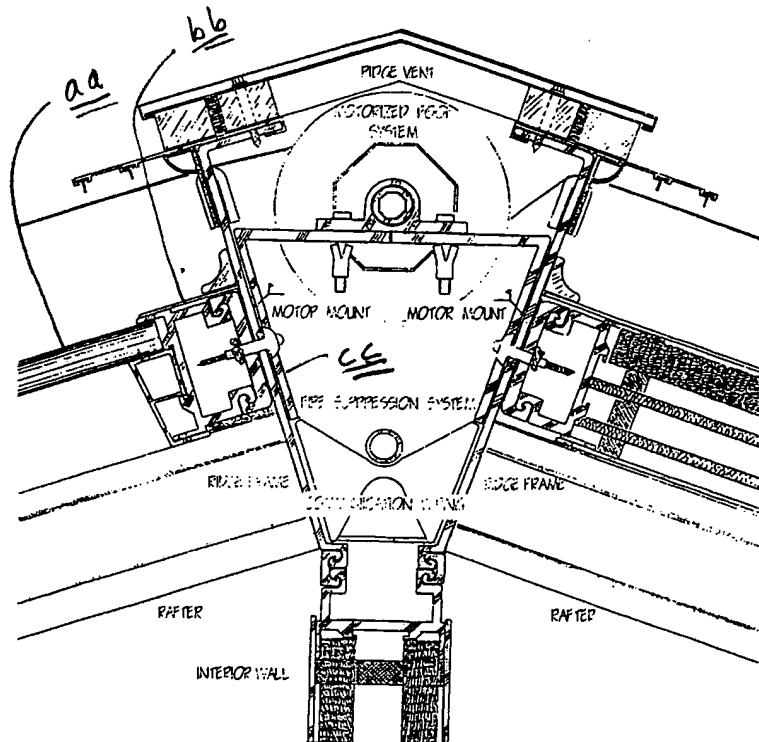 bb
aa
RIDGE VENT
MOTORIZED ROOF
SYSTEM
MOTOR MOUNT MOTOR MOUNT
cc
FIRE SUPPRESSION SYSTEM
RIDGE FRAME RIDGE FRAME
COMMUNICATION WIRING
RAFTER RAFTER
INTERIOR WALL